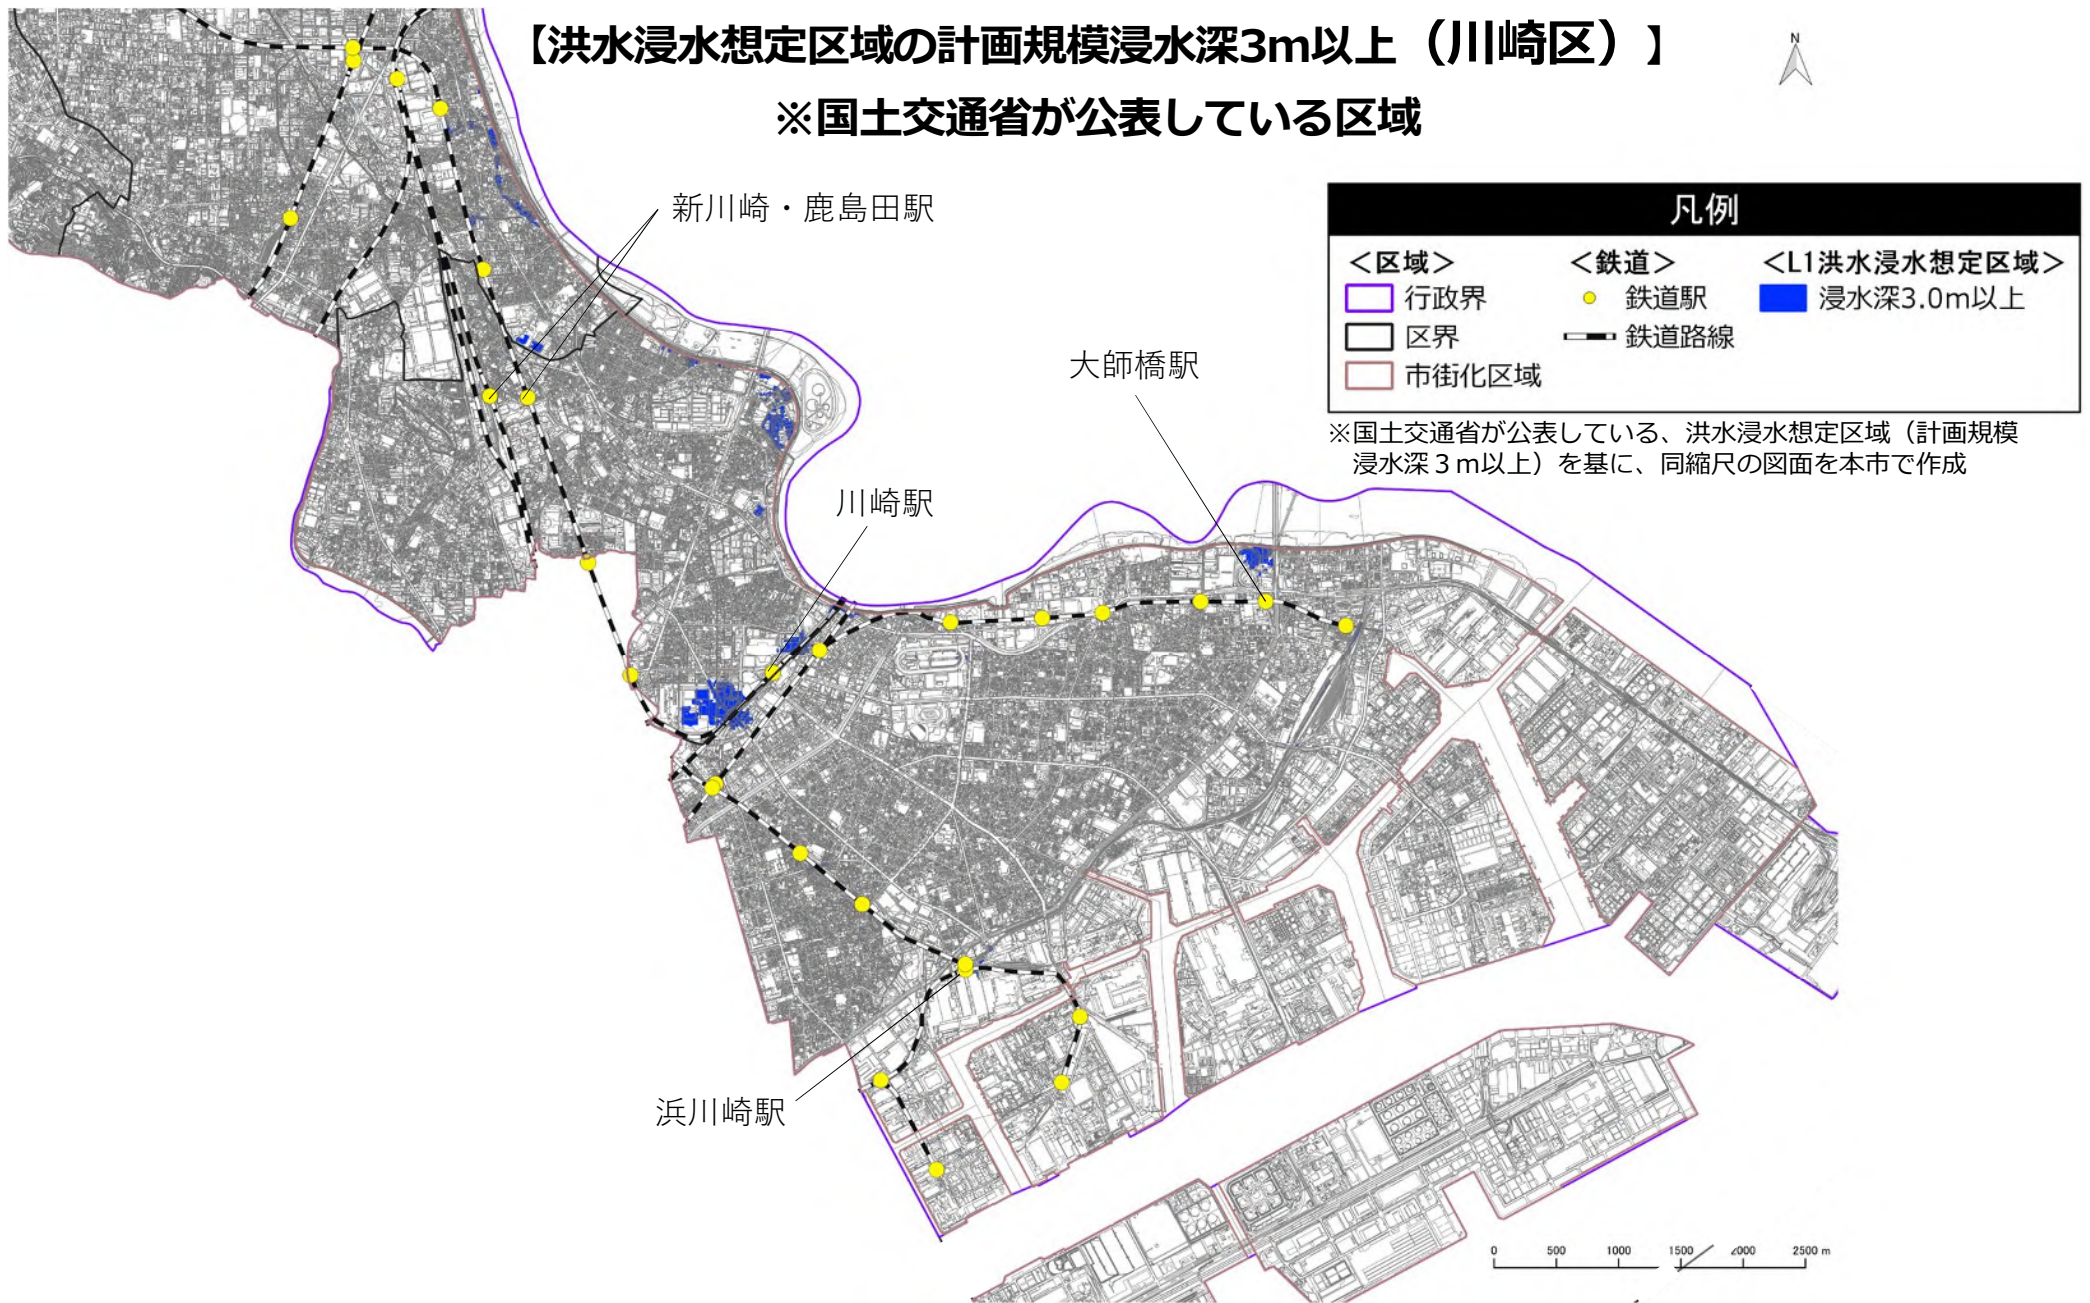 【洪水浸水想定区域の計画規模浸水深3m以上（川崎区）】
※国土交通省が公表している区域
N
新川崎・鹿島田駅
凡例
＜区域＞
＜鉄道＞
＜L1洪水浸水想定区域＞
行政界
鉄道駅
浸水深3.0m以上
区界
鉄道路線
市街化区域
※国土交通省が公表している、洪水浸水想定区域（計画規模
浸水深３ｍ以上）を基に、同縮尺の図面を本市で作成
大師橋駅
川崎駅
浜川崎駅
0 500 1000 1500 2000 2500 m